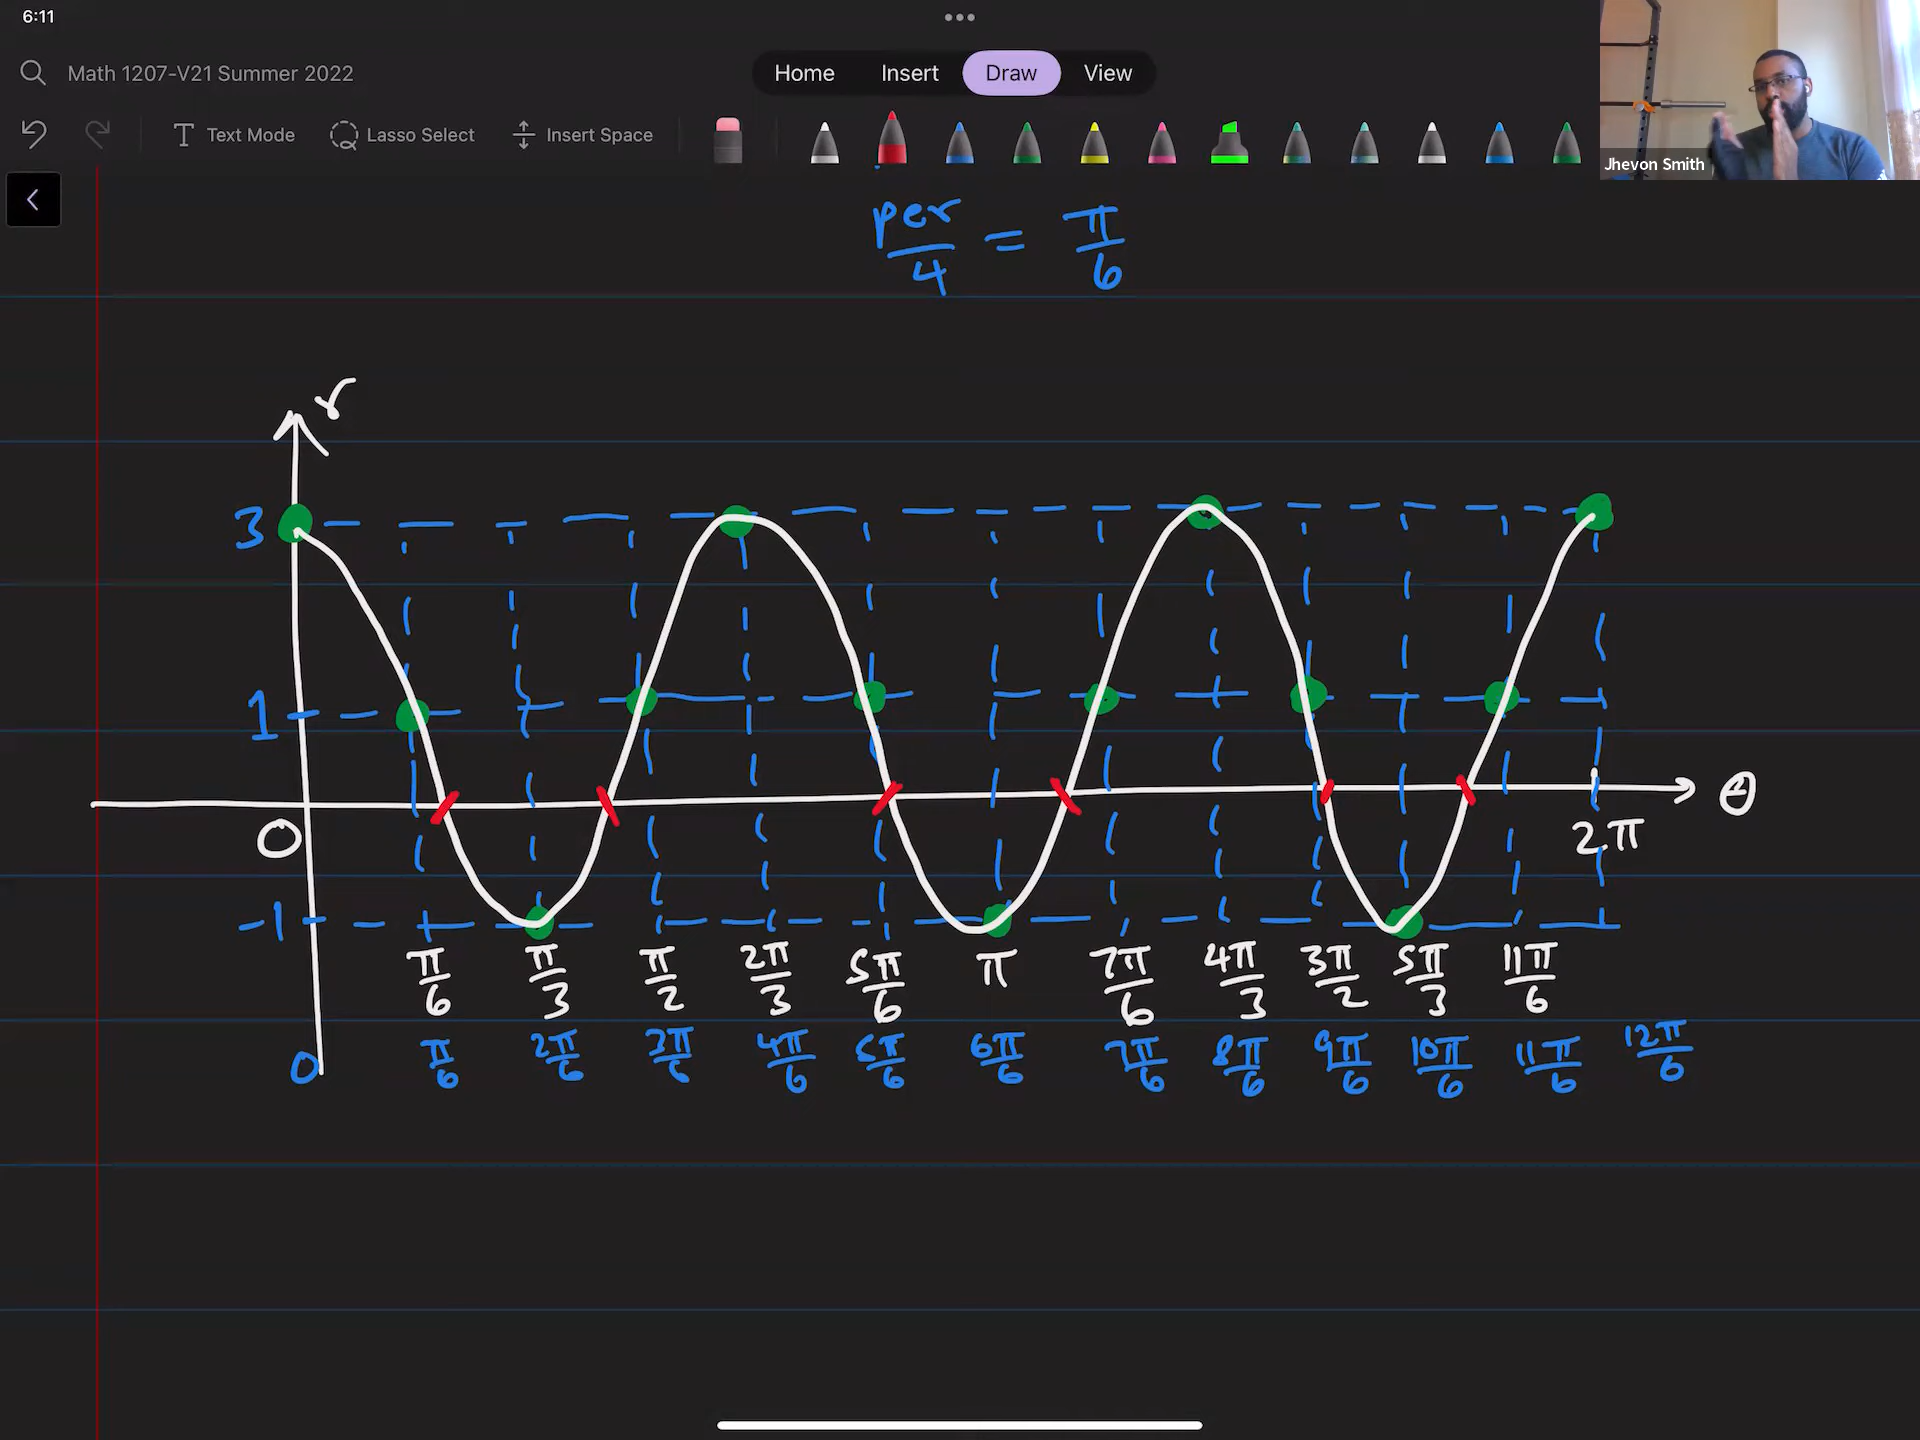 6:11
Math 1207-V21 Summer 2022
Home Insert Draw View
Text Mode Lasso Select Insert Space
Jhevon Smith
per/4 = π/6
r
3
1
0
-1
θ
2π
π/6 π/3 π/2 2π/3 5π/6 π 7π/6 4π/3 3π/2 5π/3 11π/6
0 π/6 2π/6 3π/6 4π/6 5π/6 6π/6 7π/6 8π/6 9π/6 10π/6 11π/6 12π/6